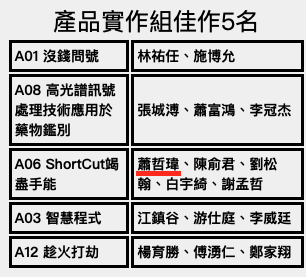 產品實作組佳作5名
A01 沒錢問號
林祐任、施博允
A08 高光譜訊號
處理技術應用於
藥物鑑別
張城溥、蕭富鴻、李冠杰
A06 ShortCut竭
盡手能
蕭哲瑋、陳俞君、劉松
翰、白宇綺、謝孟哲
A03 智慧程式
江鎮谷、游仕庭、李威廷
A12 趁火打劫
楊育勝、傅湧仁、鄭家翔